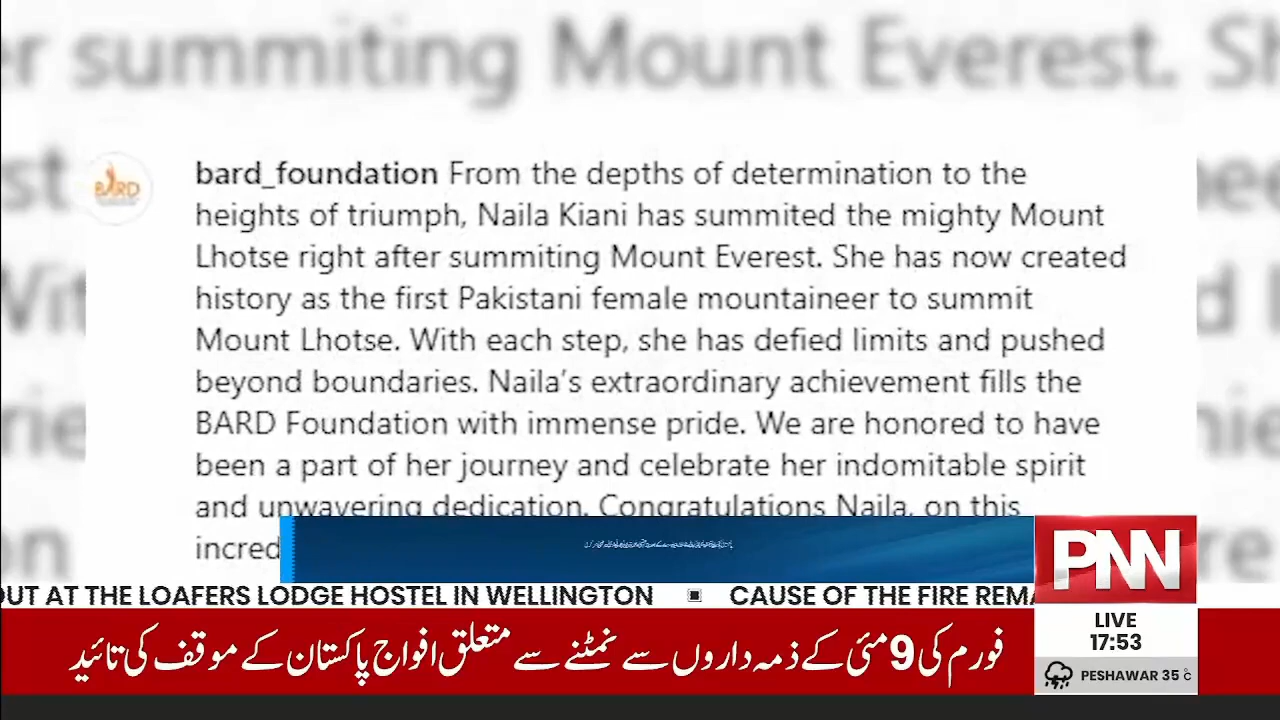 er summiting Mount Everest. Sh
BARD
bard_foundation From the depths of determination to the
heights of triumph, Naila Kiani has summited the mighty Mount
Lhotse right after summiting Mount Everest. She has now created
history as the first Pakistani female mountaineer to summit
Mount Lhotse. With each step, she has defied limits and pushed
beyond boundaries. Naila's extraordinary achievement fills the
BARD Foundation with immense pride. We are honored to have
been a part of her journey and celebrate her indomitable spirit
and unwavering dedication. Congratulations Naila, on this
incred
PNN
OUT AT THE LOAFERS LODGE HOSTEL IN WELLINGTON CAUSE OF THE FIRE REMA
LIVE
17:53
فورم کی 9 مئی کے ذمہ داروں سے نمٹنے سے متعلق افواج پاکستان کے موقف کی تائید
PESHAWAR 35 °C